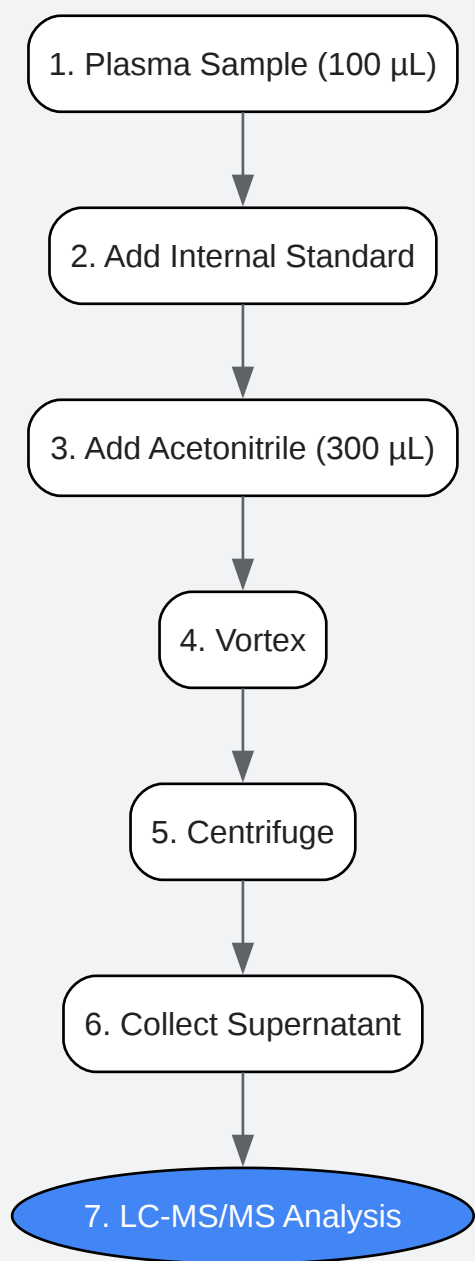 1. Plasma Sample (100 µL)
2. Add Internal Standard
3. Add Acetonitrile (300 µL)
4. Vortex
5. Centrifuge
6. Collect Supernatant
7. LC-MS/MS Analysis